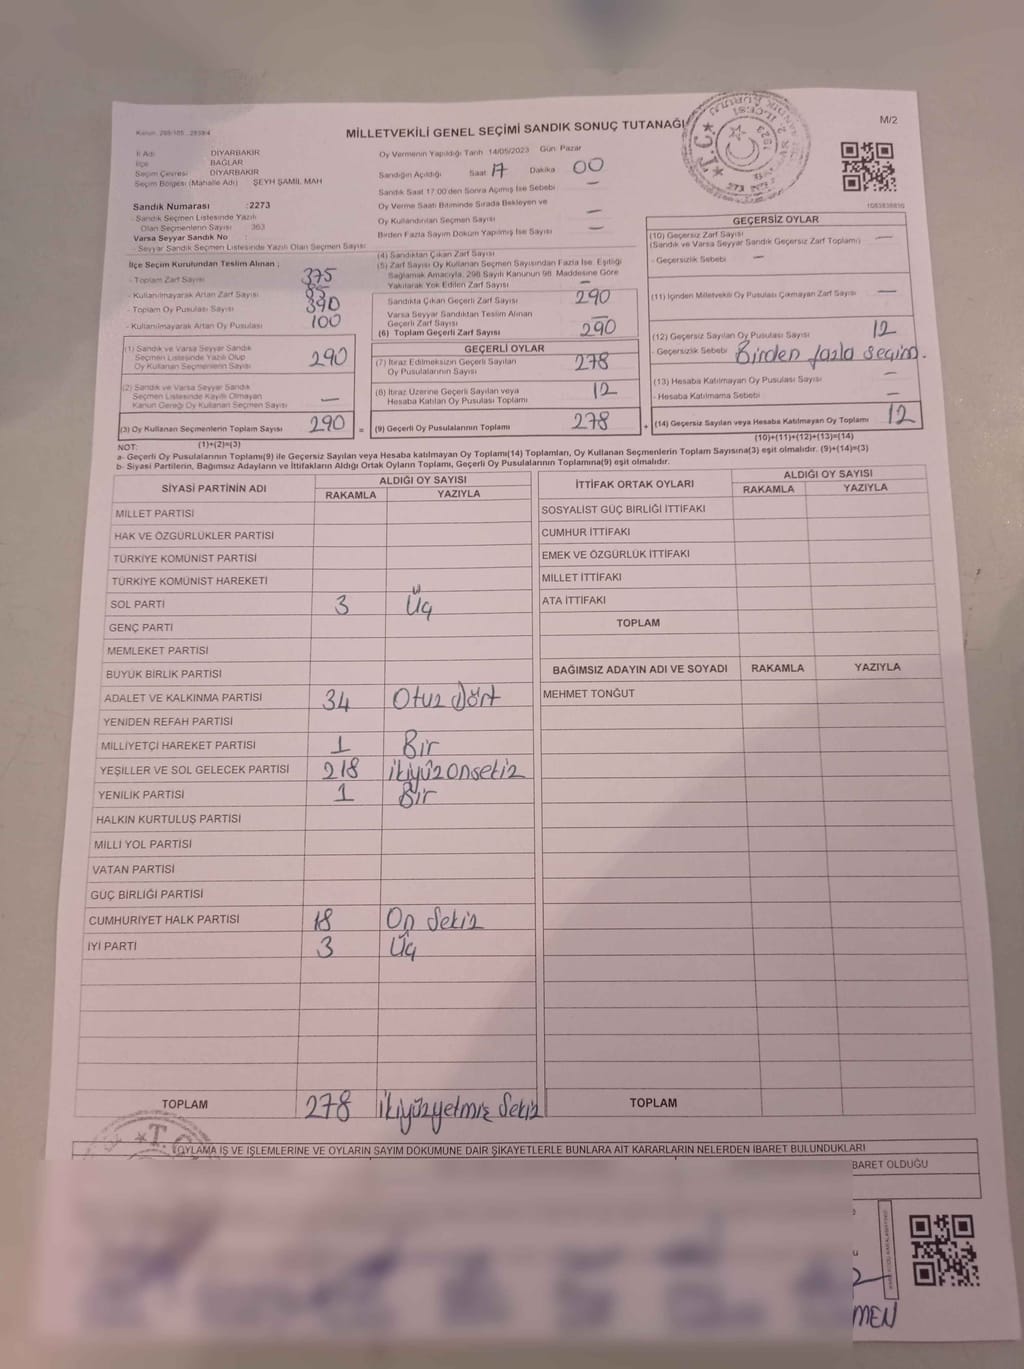 Kanun: 298/105 , 2839/4
MİLLETVEKİLİ GENEL SEÇİMİ SANDIK SONUÇ TUTANAĞI
M/2
İl Adı DİYARBAKIR
İlçe BAĞLAR
Seçim Çevresi DİYARBAKIR
Seçim Bölgesi (Mahalle Adı) ŞEYH ŞAMİL MAH
Sandık Numarası :2273
- Sandık Seçmen Listesinde Yazılı
Olan Seçmenlerin Sayısı : 363
Varsa Seyyar Sandık No :
- Seyyar Sandık Seçmen Listesinde Yazılı Olan Seçmen Sayısı
Oy Vermenin Yapıldığı Tarih 14/05/2023 Gün Pazar
Sandığın Açıldığı Saat 17 Dakika 00
Sandık Saat 17:00'den Sonra Açılmış İse Sebebi —
Oy Verme Saati Bitiminde Sırada Bekleyen ve
Oy Kullandırılan Seçmen Sayısı —
Birden Fazla Sayım Döküm Yapılmış İse Sayısı —
T.C.
1923
1083838810
İlçe Seçim Kurulundan Teslim Alınan ;
- Toplam Zarf Sayısı 375
- Kullanılmayarak Artan Zarf Sayısı 85
- Toplam Oy Pusulası Sayısı 390
- Kullanılmayarak Artan Oy Pusulası 100
(1) Sandık ve Varsa Seyyar Sandık
Seçmen Listesinde Yazılı Olup
Oy Kullanan Seçmenlerin Sayısı 290
(2) Sandık ve Varsa Seyyar Sandık
Seçmen Listesinde Kayıtlı Olmayan
Kanun Gereği Oy Kullanan Seçmen Sayısı —
(3) Oy Kullanan Seçmenlerin Toplam Sayısı 290 =
(1)+(2)=(3)
(4) Sandıktan Çıkan Zarf Sayısı
(5) Zarf Sayısı Oy Kullanan Seçmen Sayısından Fazla İse, Eşitliği
Sağlamak Amacıyla, 298 Sayılı Kanunun 98. Maddesine Göre
Yakılarak Yok Edilen Zarf Sayısı —
Sandıkta Çıkan Geçerli Zarf Sayısı 290
Varsa Seyyar Sandıktan Teslim Alınan
Geçerli Zarf Sayısı —
(6) Toplam Geçerli Zarf Sayısı 290
GEÇERLİ OYLAR
(7) İtiraz Edilmeksizin Geçerli Sayılan
Oy Pusulalarının Sayısı 278
(8) İtiraz Üzerine Geçerli Sayılan veya
Hesaba Katılan Oy Pusulası Toplamı 12
(9) Geçerli Oy Pusulalarının Toplamı 278 +
GEÇERSİZ OYLAR
(10) Geçersiz Zarf Sayısı —
(Sandık ve Varsa Seyyar Sandık Geçersiz Zarf Toplamı)
- Geçersizlik Sebebi —
(11) İçinden Milletvekili Oy Pusulası Çıkmayan Zarf Sayısı —
(12) Geçersiz Sayılan Oy Pusulası Sayısı 12
- Geçersizlik Sebebi Birden fazla seçim.
(13) Hesaba Katılmayan Oy Pusulası Sayısı —
- Hesaba Katılmama Sebebi —
(14) Geçersiz Sayılan veya Hesaba Katılmayan Oy Toplamı 12
(10)+(11)+(12)+(13)=(14)
NOT:
a- Geçerli Oy Pusulalarının Toplamı(9) ile Geçersiz Sayılan veya Hesaba katılmayan Oy Toplamı(14) Toplamları, Oy Kullanan Seçmenlerin Toplam Sayısına(3) eşit olmalıdır. (9)+(14)=(3)
b- Siyasi Partilerin, Bağımsız Adayların ve İttifakların Aldığı Ortak Oyların Toplamı, Geçerli Oy Pusulalarının Toplamına(9) eşit olmalıdır.
SİYASİ PARTİNİN ADI ALDIĞI OY SAYISI
RAKAMLA YAZIYLA
MİLLET PARTİSİ
HAK VE ÖZGÜRLÜKLER PARTİSİ
TÜRKİYE KOMÜNİST PARTİSİ
TÜRKİYE KOMÜNİST HAREKETİ
SOL PARTİ 3 Üç
GENÇ PARTİ
MEMLEKET PARTİSİ
BÜYÜK BİRLİK PARTİSİ
ADALET VE KALKINMA PARTİSİ 34 Otuz dört
YENİDEN REFAH PARTİSİ
MİLLİYETÇİ HAREKET PARTİSİ 1 Bir
YEŞİLLER VE SOL GELECEK PARTİSİ 218 ikiyüzonsekiz
YENİLİK PARTİSİ 1 Bir
HALKIN KURTULUŞ PARTİSİ
MİLLİ YOL PARTİSİ
VATAN PARTİSİ
GÜÇ BİRLİĞİ PARTİSİ
CUMHURİYET HALK PARTİSİ 18 On Sekiz
İYİ PARTİ 3 Üç
TOPLAM 278 ikiyüzyetmiş Sekiz
İTTİFAK ORTAK OYLARI ALDIĞI OY SAYISI
RAKAMLA YAZIYLA
SOSYALİST GÜÇ BİRLİĞİ İTTİFAKI
CUMHUR İTTİFAKI
EMEK VE ÖZGÜRLÜK İTTİFAKI
MİLLET İTTİFAKI
ATA İTTİFAKI
TOPLAM
BAĞIMSIZ ADAYIN ADI VE SOYADI RAKAMLA YAZIYLA
MEHMET TONĞUT
TOPLAM
T.C.
OYLAMA İŞ VE İŞLEMLERİNE VE OYLARIN SAYIM DÖKÜMÜNE DAİR ŞİKAYETLERLE BUNLARA AİT KARARLARIN NELERDEN İBARET BULUNDUKLARI
BARET OLDUĞU
MEN